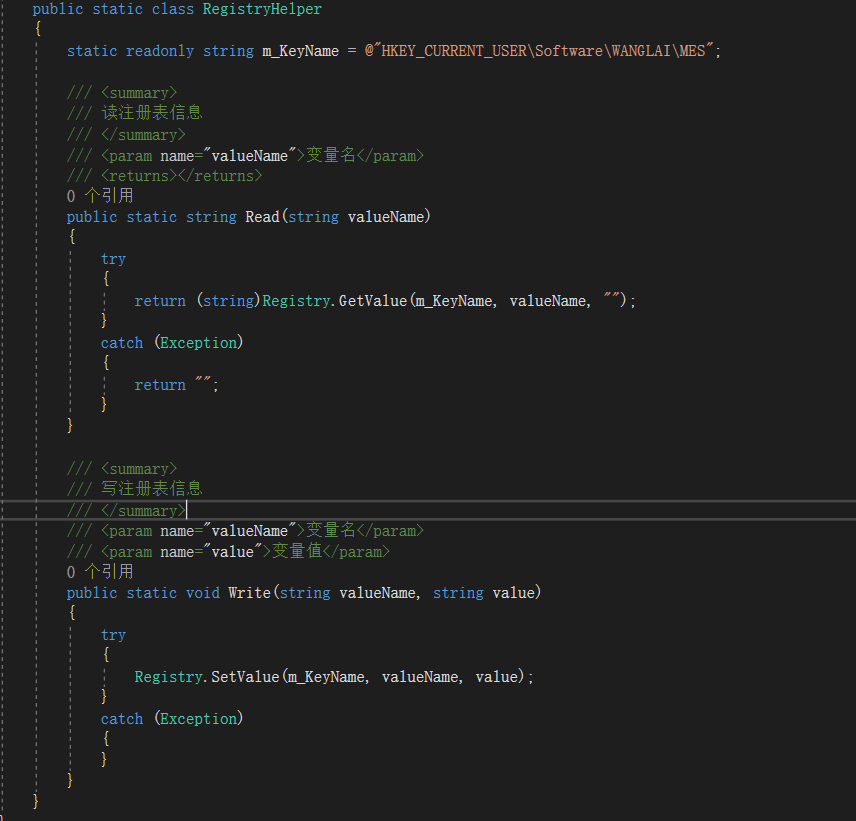 public static class RegistryHelper
{
static readonly string m_KeyName = @"HKEY_CURRENT_USER\Software\WANGLAI\MES";
/// <summary>
/// 读注册表信息
/// </summary>
/// <param name="valueName">变量名</param>
/// <returns></returns>
0 个引用
public static string Read(string valueName)
{
try
{
return (string)Registry.GetValue(m_KeyName, valueName, "");
}
catch (Exception)
{
return "";
}
}
/// <summary>
/// 写注册表信息
/// </summary>
/// <param name="valueName">变量名</param>
/// <param name="value">变量值</param>
0 个引用
public static void Write(string valueName, string value)
{
try
{
Registry.SetValue(m_KeyName, valueName, value);
}
catch (Exception)
{
}
}
}